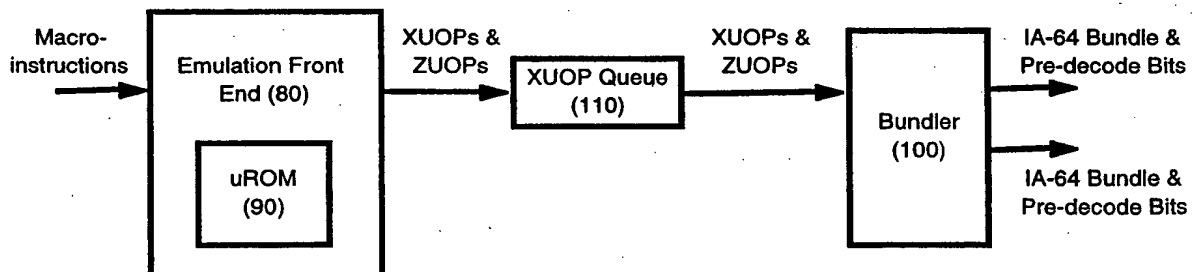 Macro-
instructions
Emulation Front
End (80)
uROM
(90)
XUOPs &
ZUOPs
XUOP Queue
(110)
XUOPs &
ZUOPs
Bundler
(100)
IA-64 Bundle &
Pre-decode Bits
IA-64 Bundle &
Pre-decode Bits